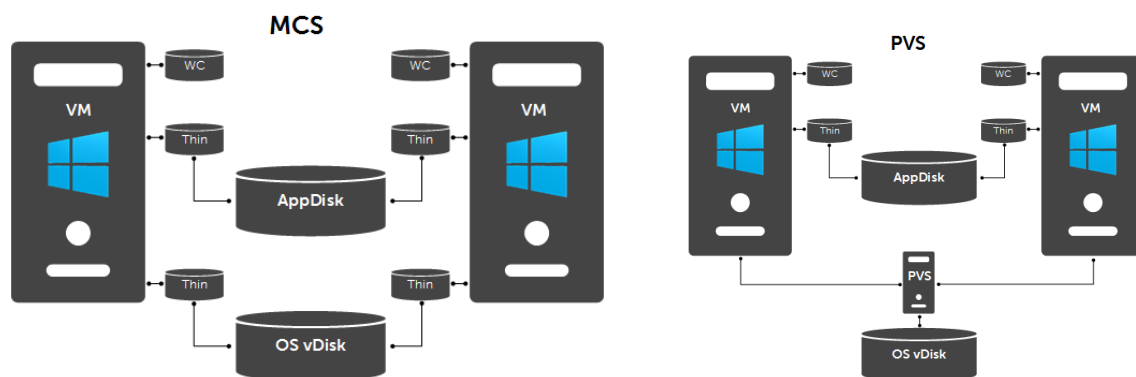 MCS
WC
WC
VM
VM
Thin
Thin
AppDisk
Thin
Thin
OS vDisk
PVS
WC
WC
VM
VM
Thin
Thin
AppDisk
PVS
OS vDisk